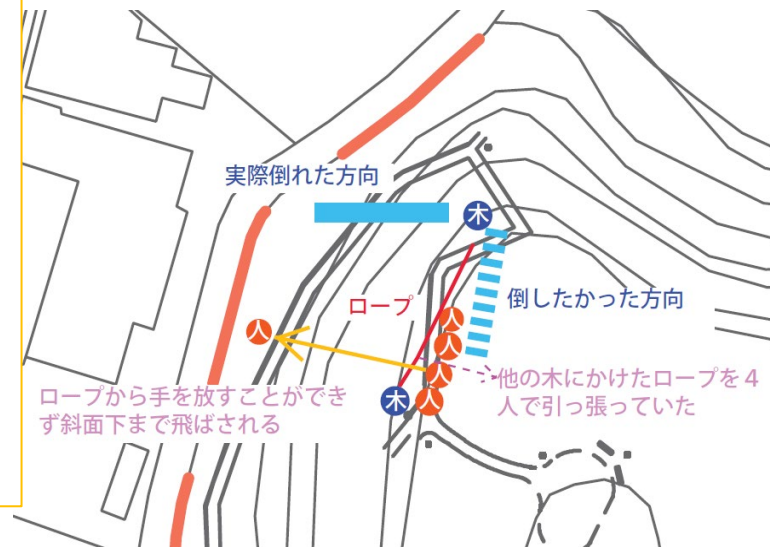 実際倒れた方向
木
倒したかった方向
ロープ
人
人
人
人
人
木
ロープから手を放すことができ
ず斜面下まで飛ばされる
他の木にかけたロープを４
人で引っ張っていた